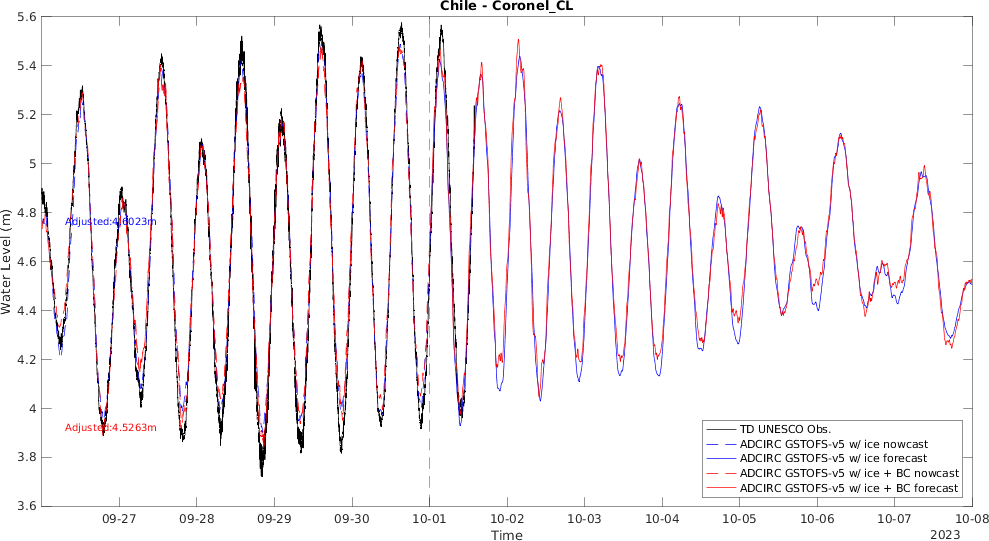 Chile - Coronel_CL
5.6
5.4
5.2
5
4.8
4.6
4.4
4.2
4
3.8
3.6
Water Level (m)
Adjusted:4.6023m
Adjusted:4.5263m
TD UNESCO Obs.
ADCIRC GSTOFS-v5 w/ ice nowcast
ADCIRC GSTOFS-v5 w/ ice forecast
ADCIRC GSTOFS-v5 w/ ice + BC nowcast
ADCIRC GSTOFS-v5 w/ ice + BC forecast
09-27 09-28 09-29 09-30 10-01 10-02 10-03 10-04 10-05 10-06 10-07 10-08
Time
2023